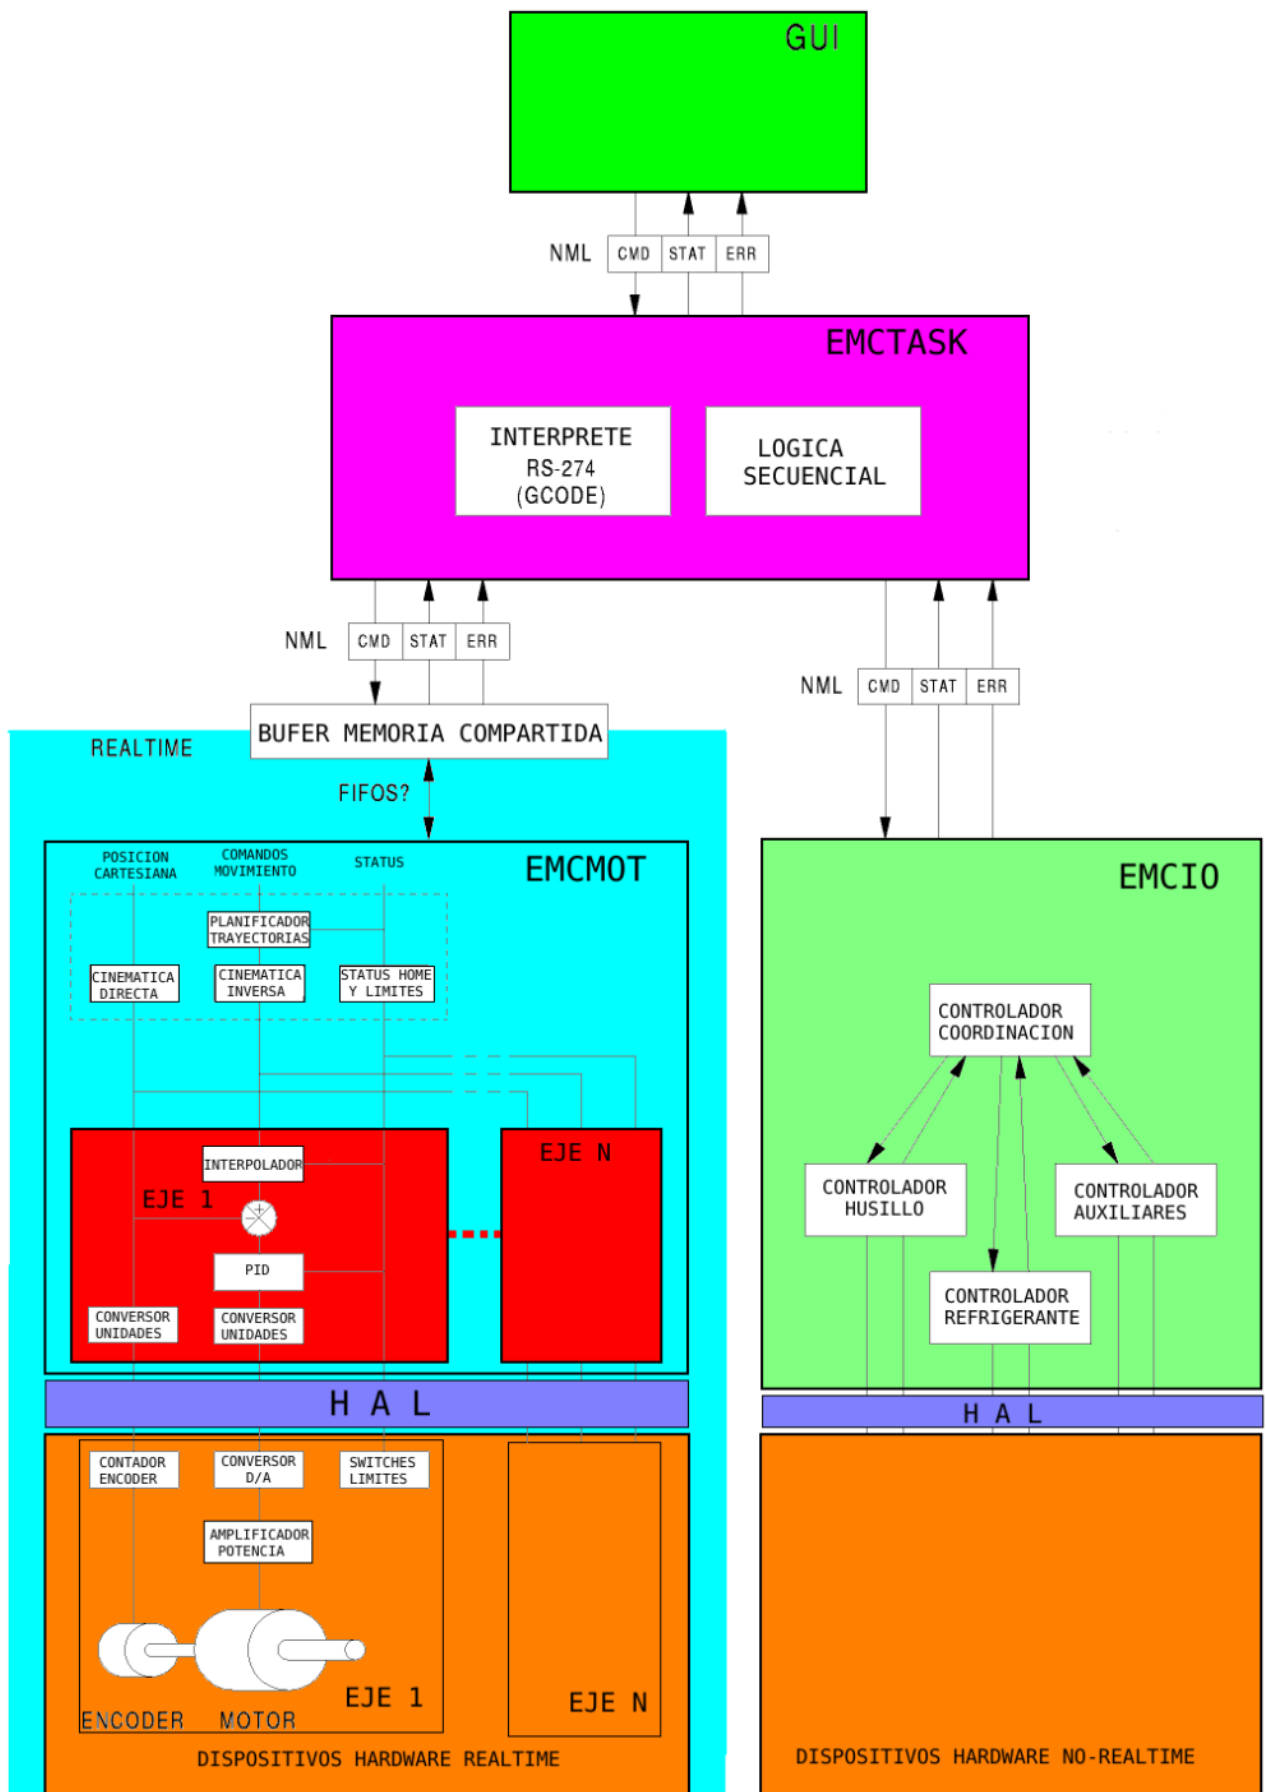 GUI
NML
CMD
STAT
ERR
EMCTASK
INTERPRETE
RS-274
(GCODE)
LOGICA
SECUENCIAL
NML
CMD
STAT
ERR
NML
CMD
STAT
ERR
BUFER MEMORIA COMPARTIDA
REALTIME
FIFOS?
POSICION
CARTESIANA
COMANDOS
MOVIMIENTO
STATUS
EMCMOT
PLANIFICADOR
TRAYECTORIAS
CINEMATICA
DIRECTA
CINEMATICA
INVERSA
STATUS HOME
Y LIMITES
INTERPOLADOR
EJE 1
+
-
PID
CONVERSOR
UNIDADES
CONVERSOR
UNIDADES
EJE N
H A L
CONTADOR
ENCODER
CONVERSOR
D/A
SWITCHES
LIMITES
AMPLIFICADOR
POTENCIA
EJE 1
ENCODER
MOTOR
EJE N
DISPOSITIVOS HARDWARE REALTIME
EMCIO
CONTROLADOR
COORDINACION
CONTROLADOR
HUSILLO
CONTROLADOR
AUXILIARES
CONTROLADOR
REFRIGERANTE
H A L
DISPOSITIVOS HARDWARE NO-REALTIME